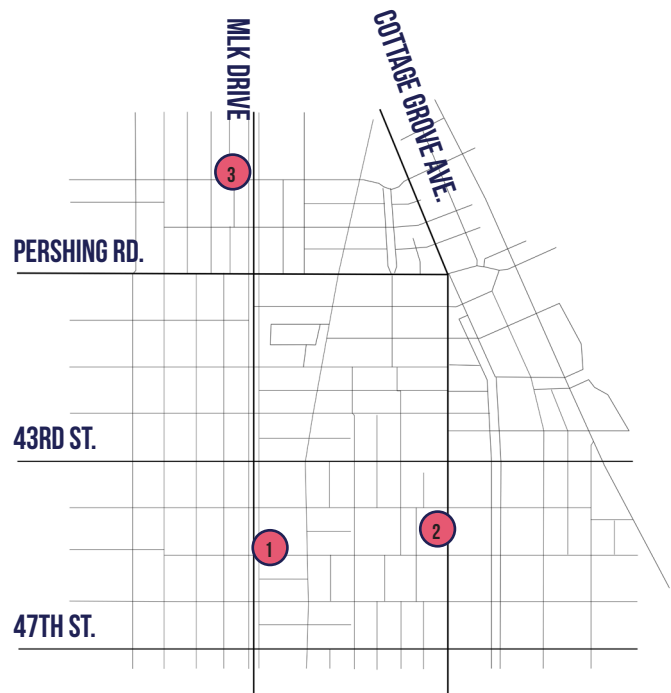 MLK DRIVE
COTTAGE GROVE AVE.
3
PERSHING RD.
43RD ST.
2
1
47TH ST.